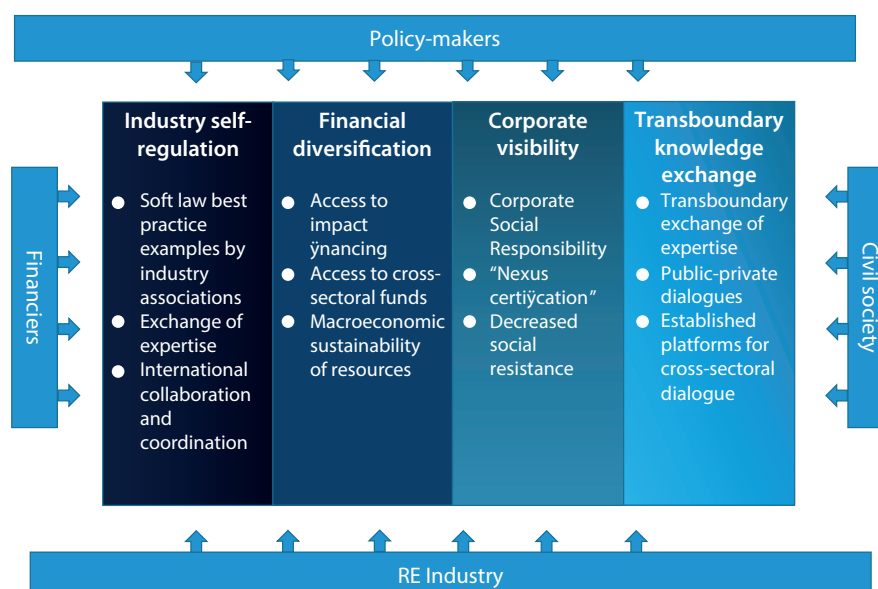 Policy-makers
Financiers
Industry self-
regulation
Soft law best
practice
examples by
industry
associations
Exchange of
expertise
International
collaboration
and
coordination
Financial
diversification
Access to
impact
ÿnancing
Access to cross-
sectoral funds
Macroeconomic
sustainability
of resources
Corporate
visibility
Corporate
Social
Responsibility
“Nexus
certiÿcation”
Decreased
social
resistance
Transboundary
knowledge
exchange
Transboundary
exchange of
expertise
Public-private
dialogues
Established
platforms for
cross-sectoral
dialogue
Civil society
RE Industry